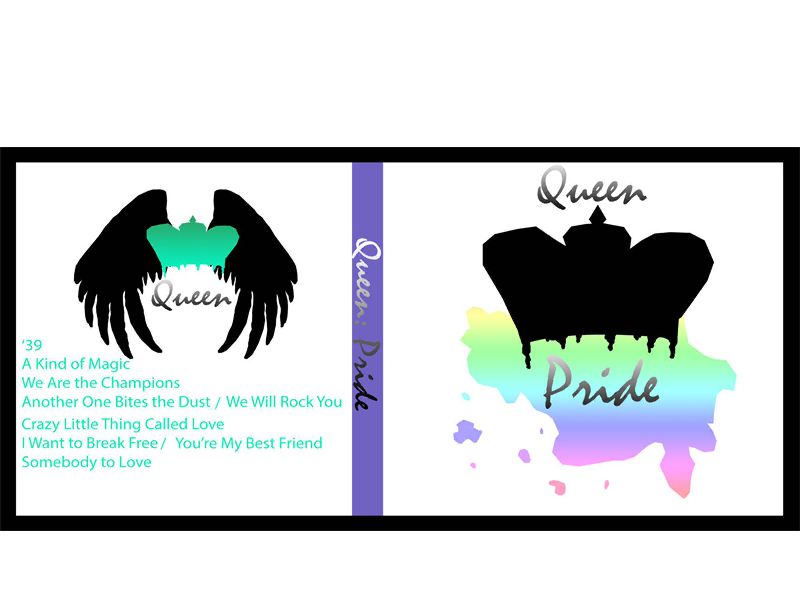 Queen
‘39
A Kind of Magic
We Are the Champions
Another One Bites the Dust / We Will Rock You
Crazy Little Thing Called Love
I Want to Break Free / You’re My Best Friend
Somebody to Love
Queen: Pride
Queen
Pride